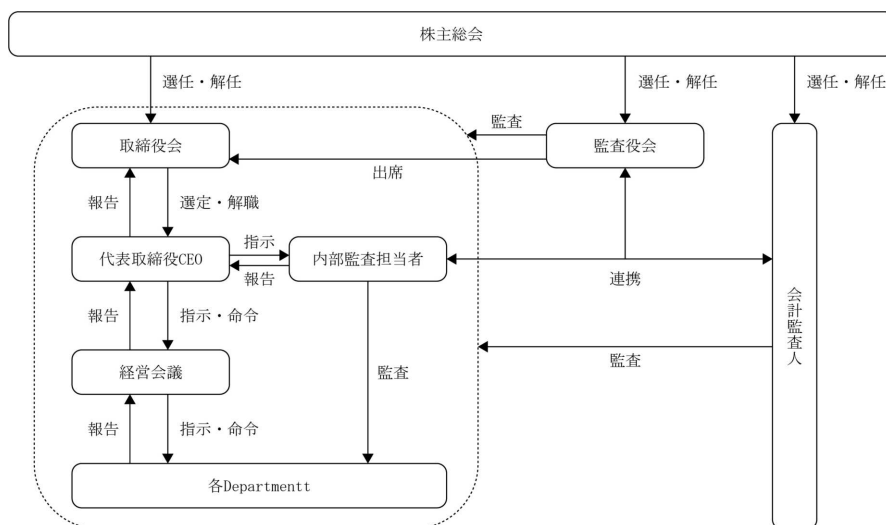 株主総会
選任・解任
選任・解任
選任・解任
監査
取締役会
監査役会
出席
報告
選定・解職
指示
代表取締役CEO
内部監査担当者
報告
連携
会計監査人
報告
指示・命令
経営会議
監査
監査
報告
指示・命令
各Departmentt